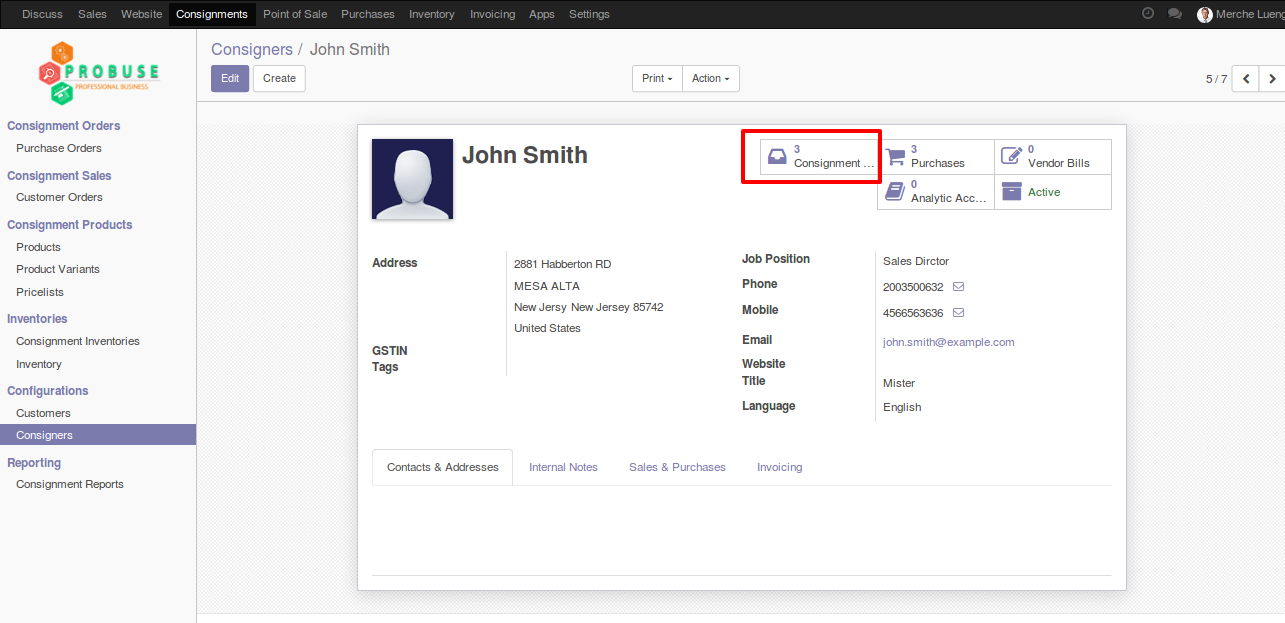 Discuss Sales Website Consignments Point of Sale Purchases Inventory Invoicing Apps Settings Merche Lueng
PROBUSE
PROFESSIONAL BUSINESS
Consignment Orders
Purchase Orders
Consignment Sales
Customer Orders
Consignment Products
Products
Product Variants
Pricelists
Inventories
Consignment Inventories
Inventory
Configurations
Customers
Consigners
Reporting
Consignment Reports
Consigners / John Smith
Edit Create Print Action 5 / 7
John Smith
3 Consignment ...
3 Purchases
0 Vendor Bills
0 Analytic Acc...
Active
Address
2881 Habberton RD
MESA ALTA
New Jersy New Jersey 85742
United States
GSTIN
Tags
Job Position Sales Dirctor
Phone 2003500632
Mobile 4566563636
Email john.smith@example.com
Website
Title Mister
Language English
Contacts & Addresses Internal Notes Sales & Purchases Invoicing